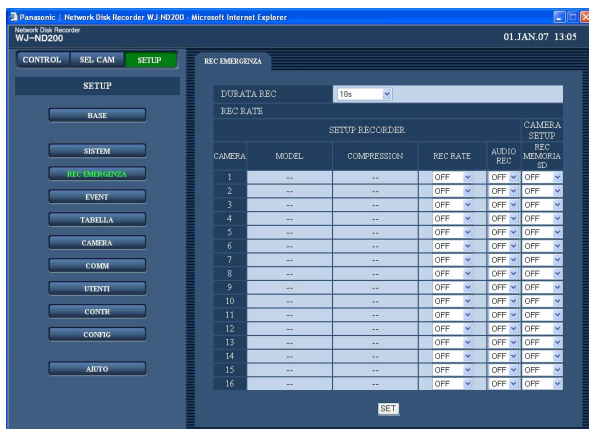 Panasonic | Network Disk Recorder WJ-ND200 - Microsoft Internet Explorer
Network Disk Recorder
WJ-ND200
01.JAN.07 13:05
CONTROL SEL CAM SETUP
SETUP
BASE
SISTEM
REC EMERGENZA
EVENT
TABELLA
CAMERA
COMM
UTENTI
CONTR
CONFIG
AIUTO
REC EMERGENZA
DURATA REC 10s
REC RATE
SETUP RECORDER CAMERA SETUP
CAMERA MODEL COMPRESSION REC RATE AUDIO REC REC MEMORIA SD
1 -- -- OFF OFF OFF
2 -- -- OFF OFF OFF
3 -- -- OFF OFF OFF
4 -- -- OFF OFF OFF
5 -- -- OFF OFF OFF
6 -- -- OFF OFF OFF
7 -- -- OFF OFF OFF
8 -- -- OFF OFF OFF
9 -- -- OFF OFF OFF
10 -- -- OFF OFF OFF
11 -- -- OFF OFF OFF
12 -- -- OFF OFF OFF
13 -- -- OFF OFF OFF
14 -- -- OFF OFF OFF
15 -- -- OFF OFF OFF
16 -- -- OFF OFF OFF
SET